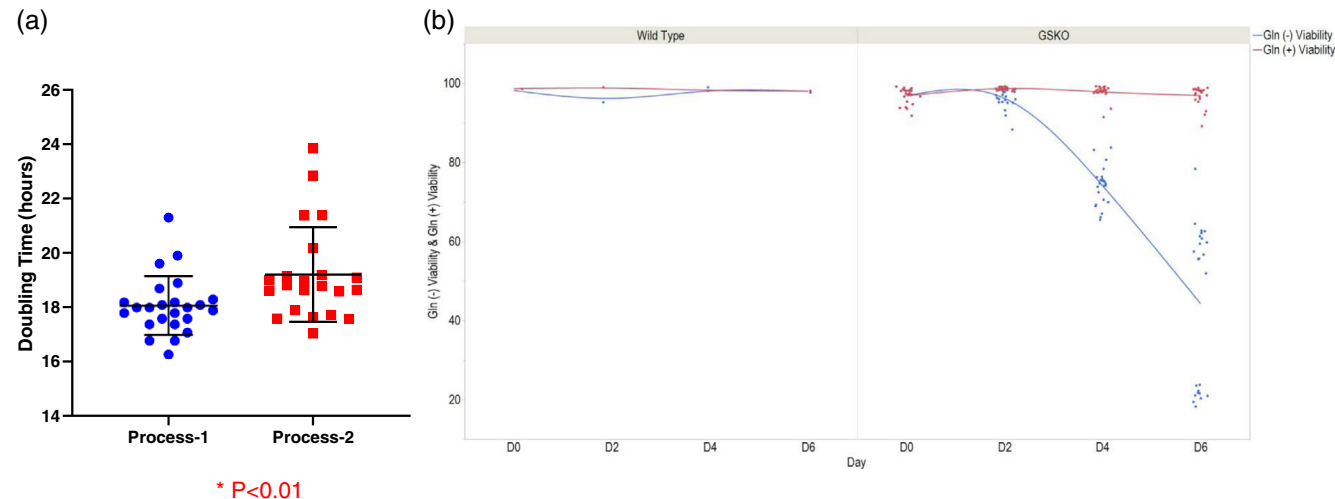 (a)
26
24
22
20
18
16
14
Doubling Time (hours)
Process-1 Process-2
* P<0.01
(b)
Wild Type GSKO
Gln (-) Viability
Gln (+) Viability
100
80
60
40
20
Gln (-) Viability & Gln (+) Viability
D0 D2 D4 D6 D0 D2 D4 D6
Day